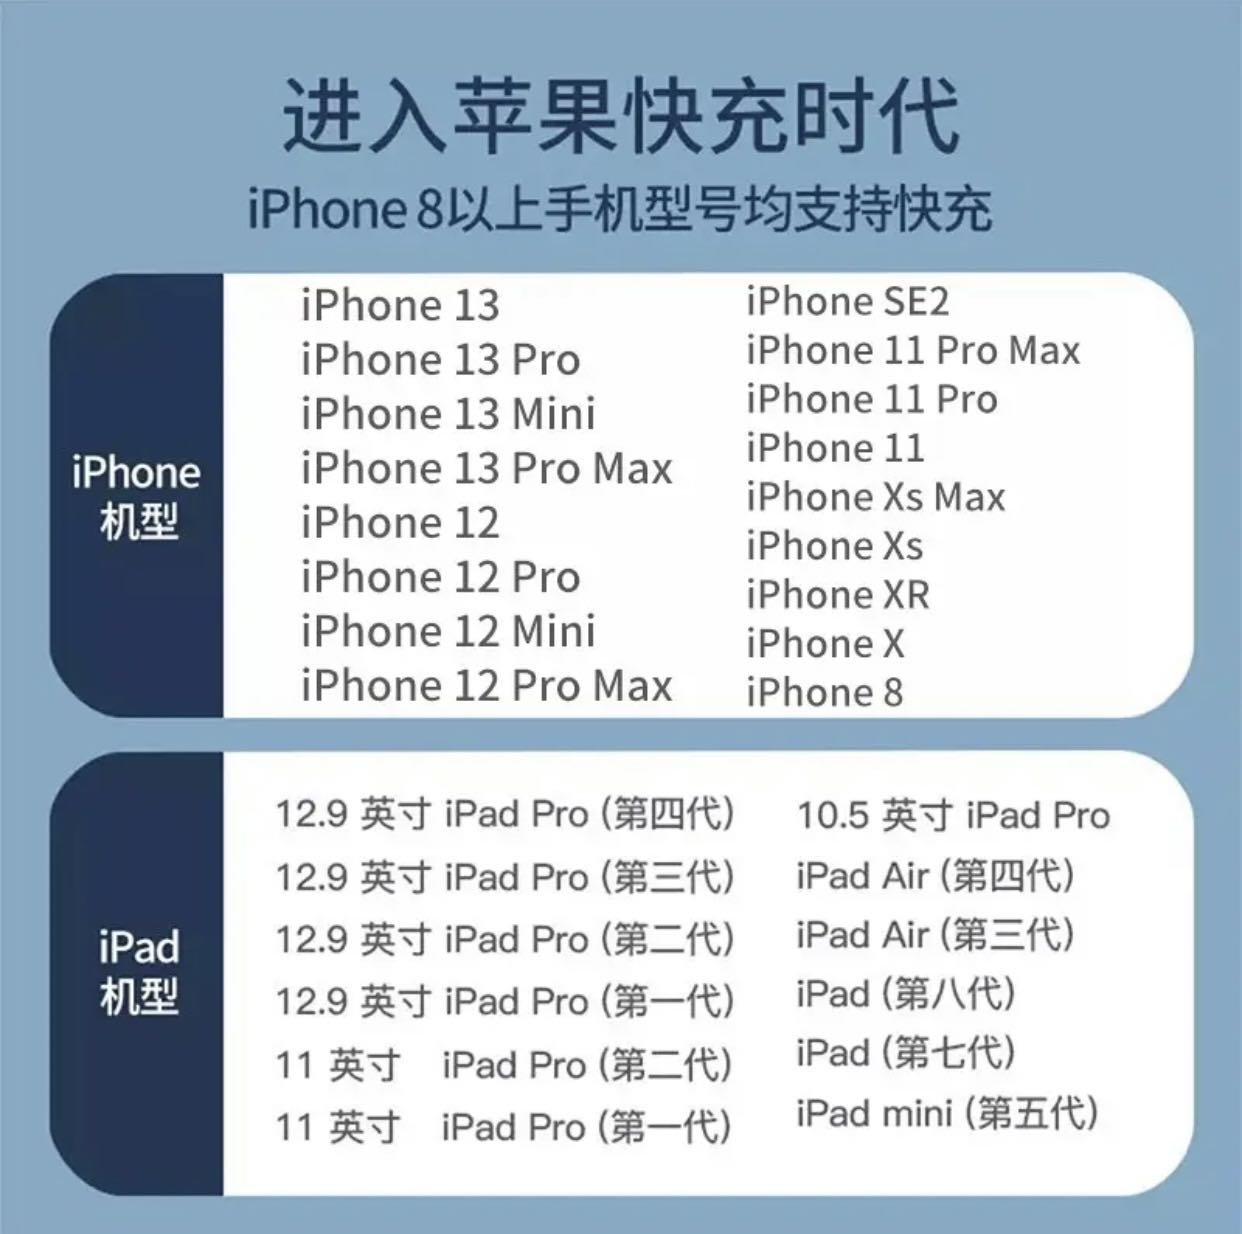 进入苹果快充时代
iPhone 8以上手机型号均支持快充
iPhone
机型
iPhone 13
iPhone 13 Pro
iPhone 13 Mini
iPhone 13 Pro Max
iPhone 12
iPhone 12 Pro
iPhone 12 Mini
iPhone 12 Pro Max
iPhone SE2
iPhone 11 Pro Max
iPhone 11 Pro
iPhone 11
iPhone Xs Max
iPhone Xs
iPhone XR
iPhone X
iPhone 8
iPad
机型
12.9 英寸 iPad Pro (第四代)
12.9 英寸 iPad Pro (第三代)
12.9 英寸 iPad Pro (第二代)
12.9 英寸 iPad Pro (第一代)
11 英寸 iPad Pro (第二代)
11 英寸 iPad Pro (第一代)
10.5 英寸 iPad Pro
iPad Air (第四代)
iPad Air (第三代)
iPad (第八代)
iPad (第七代)
iPad mini (第五代)